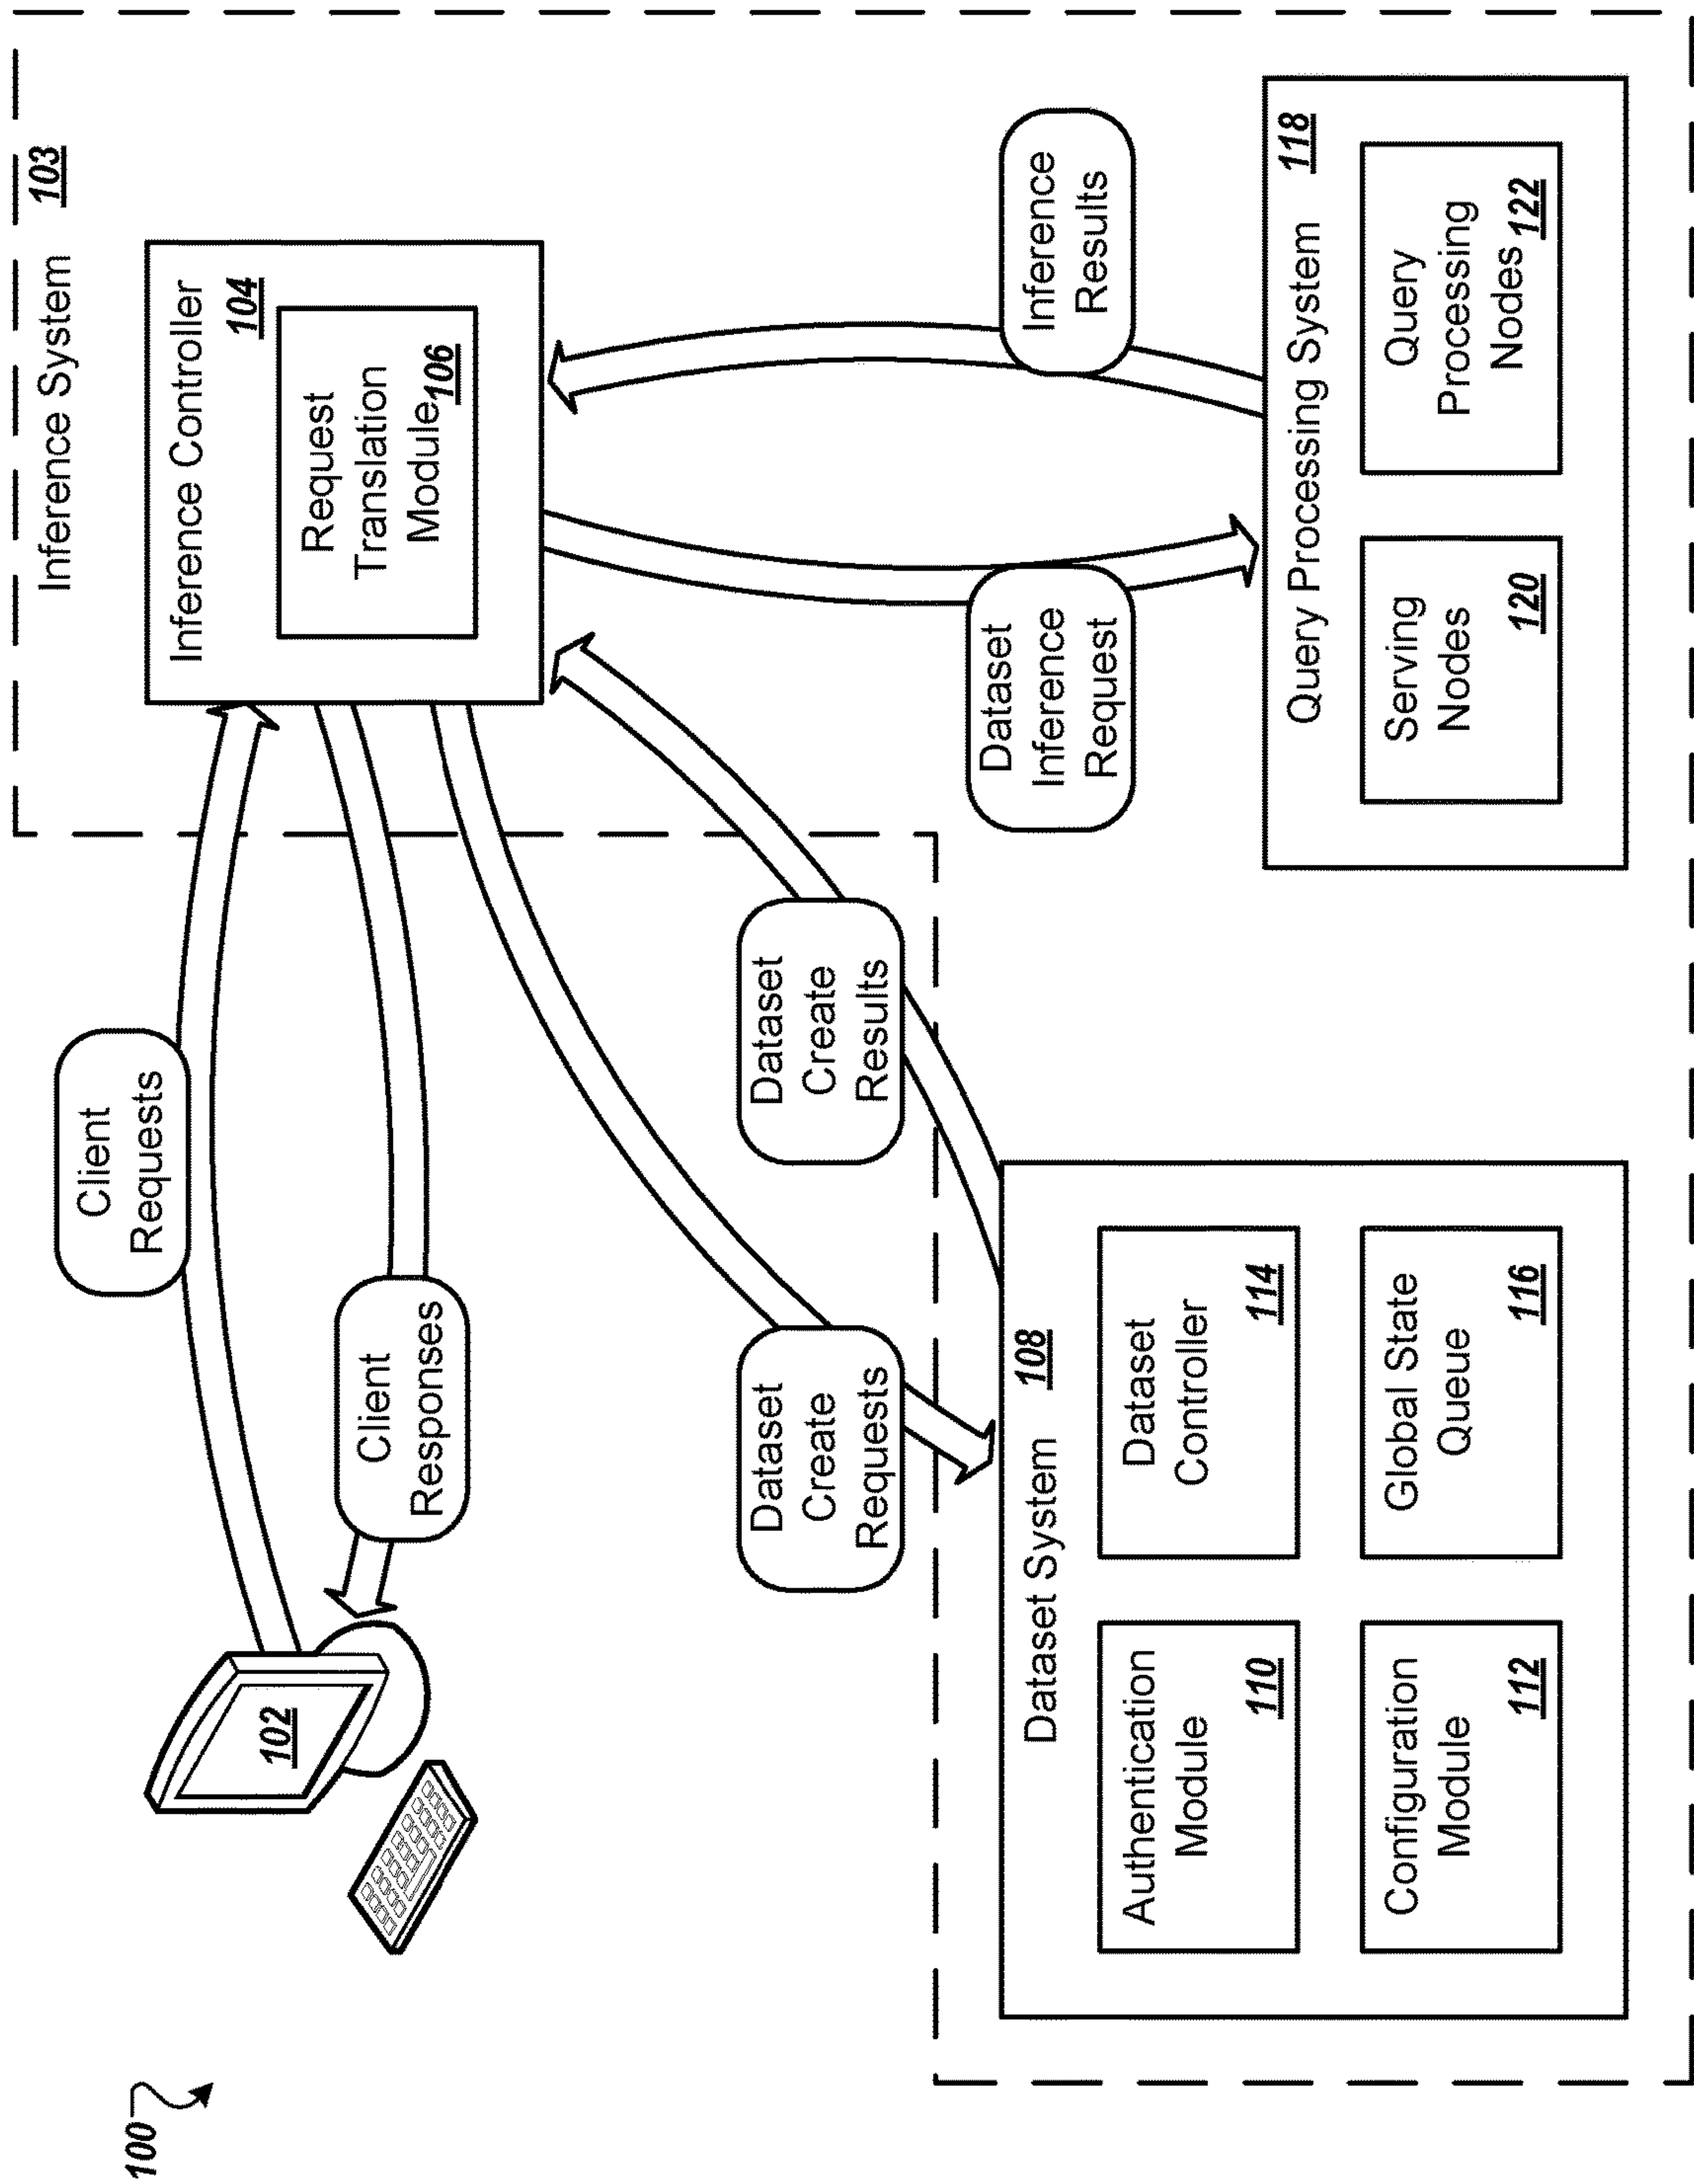 100
102
Client
Requests
Client
Responses
Inference System
103
Inference Controller
104
Request
Translation
Module 106
Dataset
Create
Requests
Dataset
Create
Results
Dataset
Inference
Request
Inference
Results
Dataset System
108
Authentication
Module
110
Dataset
Controller
114
Configuration
Module
112
Global State
Queue
116
Query Processing System
118
Serving
Nodes
120
Query
Processing
Nodes 122